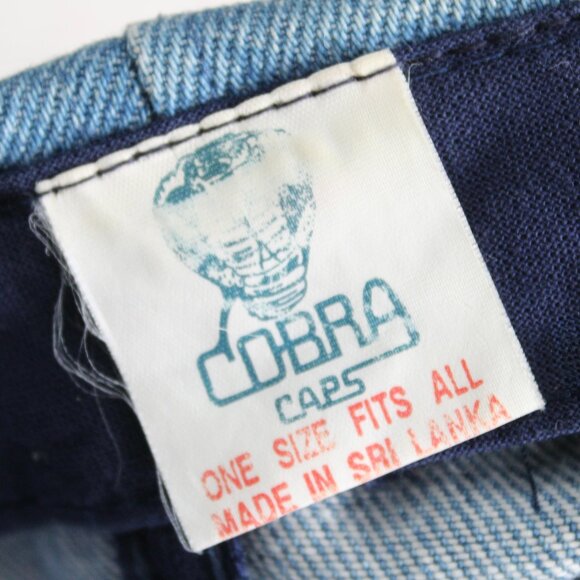 COBRA
CAPS
ONE SIZE FITS ALL
MADE IN SRI LANKA